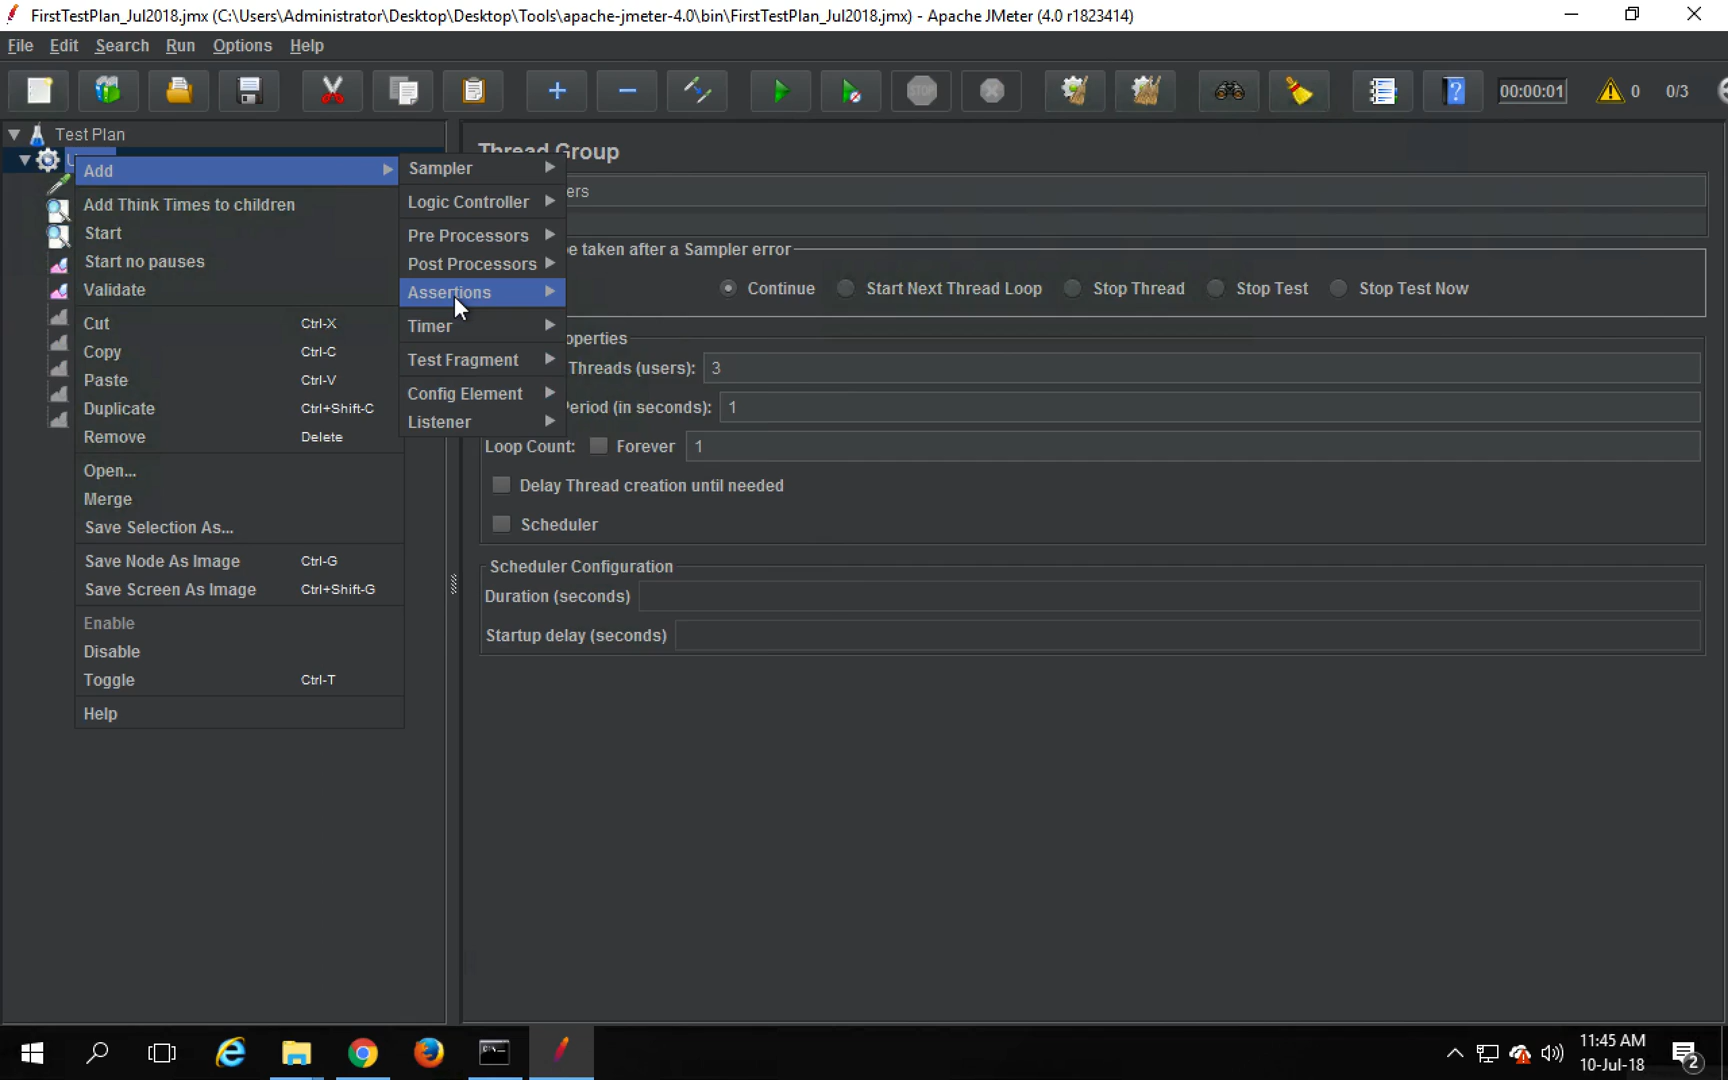 FirstTestPlan_Jul2018.jmx (C:\Users\Administrator\Desktop\Desktop\Tools\apache-jmeter-4.0\bin\FirstTestPlan_Jul2018.jmx) - Apache JMeter (4.0 r1823414)
File Edit Search Run Options Help
STOP
?
00:00:01
0
0/3
Test Plan
U
Add
Add Think Times to children
Start
Start no pauses
Validate
Cut Ctrl-X
Copy Ctrl-C
Paste Ctrl-V
Duplicate Ctrl+Shift-C
Remove Delete
Open...
Merge
Save Selection As...
Save Node As Image Ctrl-G
Save Screen As Image Ctrl+Shift-G
Enable
Disable
Toggle Ctrl-T
Help
Sampler
Logic Controller
Pre Processors
Post Processors
Assertions
Timer
Test Fragment
Config Element
Listener
Thread Group
ers
be taken after a Sampler error
Continue Start Next Thread Loop Stop Thread Stop Test Stop Test Now
operties
Threads (users): 3
Period (in seconds): 1
Loop Count: Forever 1
Delay Thread creation until needed
Scheduler
Scheduler Configuration
Duration (seconds)
Startup delay (seconds)
11:45 AM
10-Jul-18
2